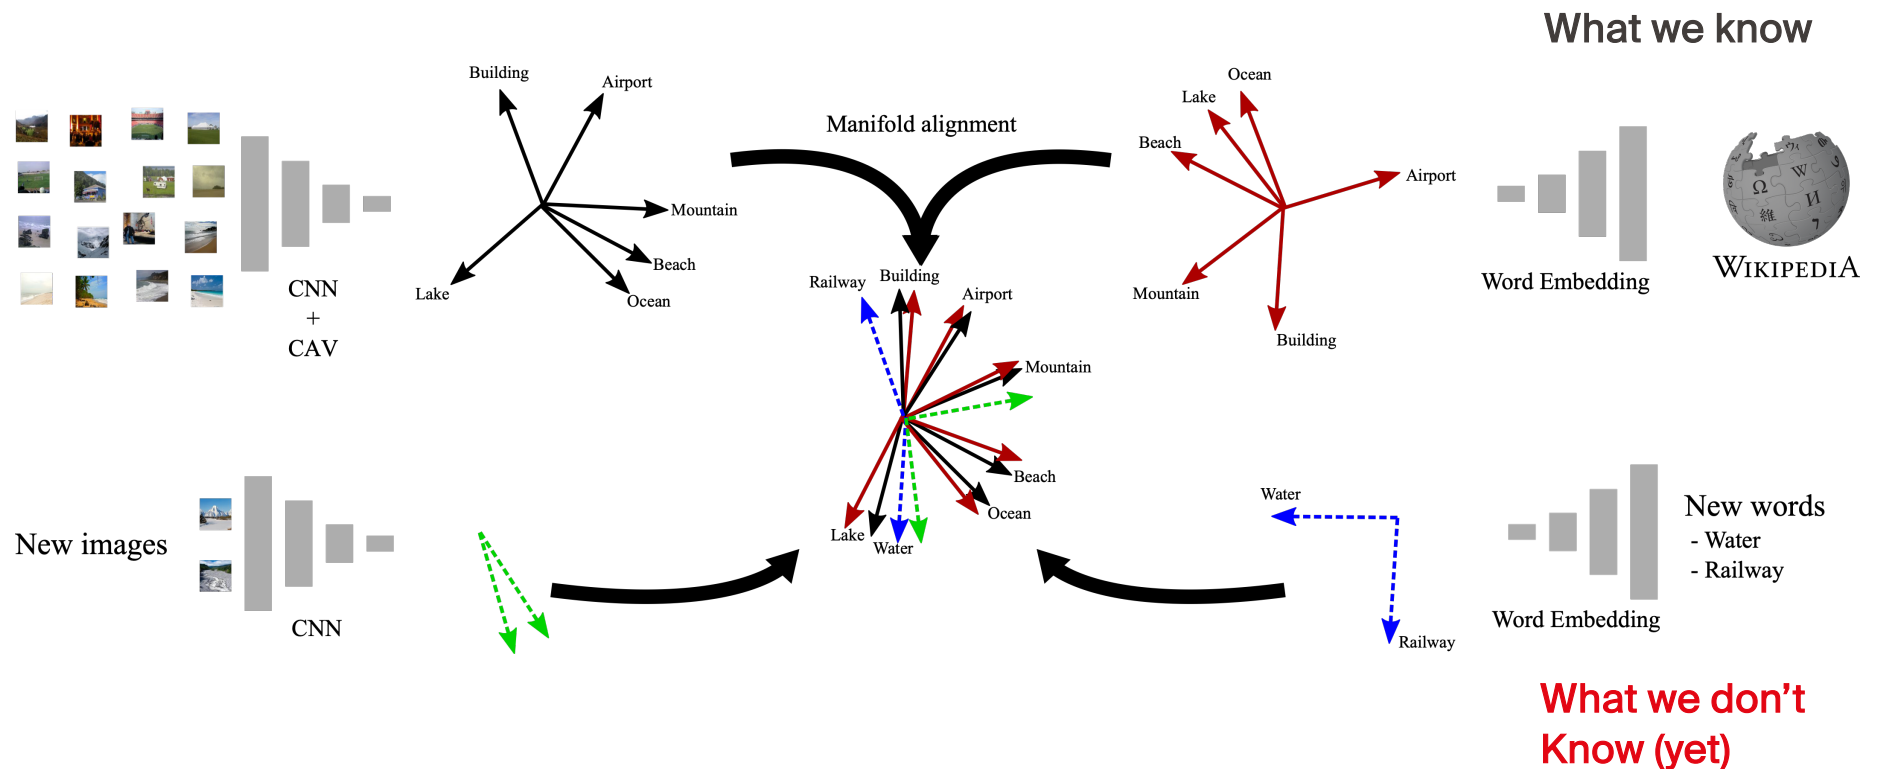 What we know
Building
Airport
Mountain
Beach
Ocean
Lake
CNN
+
CAV
Manifold alignment
Ocean
Lake
Beach
Airport
Mountain
Building
Word Embedding
Ω
W
И
維
WIKIPEDIA
Railway
Building
Airport
Mountain
Beach
Ocean
Lake
Water
New images
CNN
Water
Railway
Word Embedding
New words
- Water
- Railway
What we don't
Know (yet)